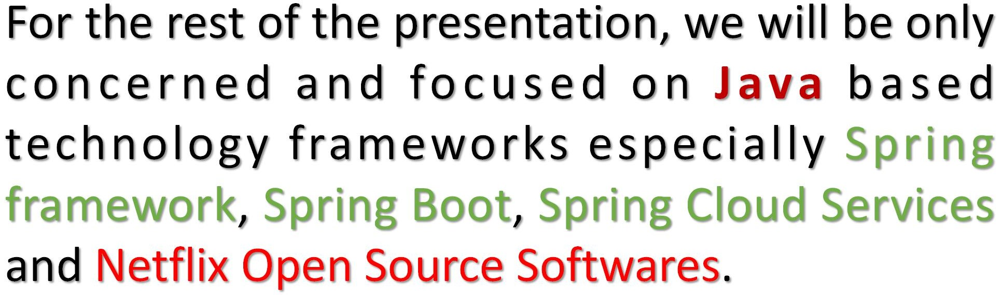 For the rest of the presentation, we will be only
concerned and focused on Java based
technology frameworks especially Spring
framework, Spring Boot, Spring Cloud Services
and Netflix Open Source Softwares.